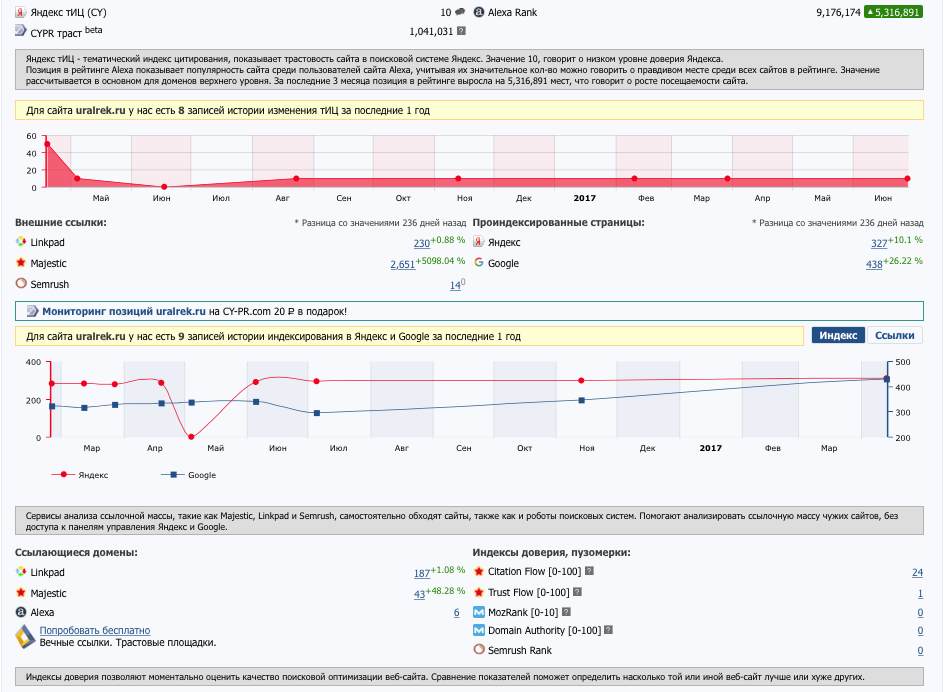 Яндекс тИЦ (CY) 10 Alexa Rank 9,176,174 5,316,891
CYPR траст beta 1,041,031 ?
Яндекс тИЦ - тематический индекс цитирования, показывает трастовость сайта в поисковой системе Яндекс. Значение 10, говорит о низком уровне доверия Яндекса.
Позиция в рейтинге Alexa показывает популярность сайта среди пользователей сайта Alexa, учитывая их значительное кол-во можно говорить о правдивом месте среди всех сайтов в рейтинге. Значение
рассчитывается в основном для доменов верхнего уровня. За последние 3 месяца позиция в рейтинге выросла на 5,316,891 мест, что говорит о росте посещаемости сайта.
Для сайта uralrek.ru у нас есть 8 записей истории изменения тИЦ за последние 1 год
60
40
20
0
Май Июн Июл Авг Сен Окт Ноя Дек 2017 Фев Мар Апр Май Июн
Внешние ссылки: * Разница со значениями 236 дней назад
Linkpad 230 +0.88 %
Majestic 2,651 +5098.04 %
Semrush 14 0
Проиндексированные страницы: * Разница со значениями 236 дней назад
Яндекс 327 +10.1 %
Google 438 +26.22 %
Мониторинг позиций uralrek.ru на CY-PR.com 20 ₽ в подарок!
Для сайта uralrek.ru у нас есть 9 записей истории индексирования в Яндекс и Google за последние 1 год
Индекс Ссылки
400
200
0
500
400
300
200
Мар Апр Май Июн Июл Авг Сен Окт Ноя Дек 2017 Фев Мар
Яндекс Google
Сервисы анализа ссылочной массы, такие как Majestic, Linkpad и Semrush, самостоятельно обходят сайты, также как и роботы поисковых систем. Помогают анализировать ссылочную массу чужих сайтов, без
доступа к панелям управления Яндекс и Google.
Ссылающиеся домены:
Linkpad 187 +1.08 %
Majestic 43 +48.28 %
Alexa 6
Попробовать бесплатно
Вечные ссылки. Трастовые площадки.
Индексы доверия, пузомерки:
Citation Flow [0-100] ? 24
Trust Flow [0-100] ? 1
MozRank [0-10] ? 0
Domain Authority [0-100] ? 0
Semrush Rank 0
Индексы доверия позволяют моментально оценить качество поисковой оптимизации веб-сайта. Сравнение показателей поможет определить насколько той или иной веб-сайт лучше или хуже других.